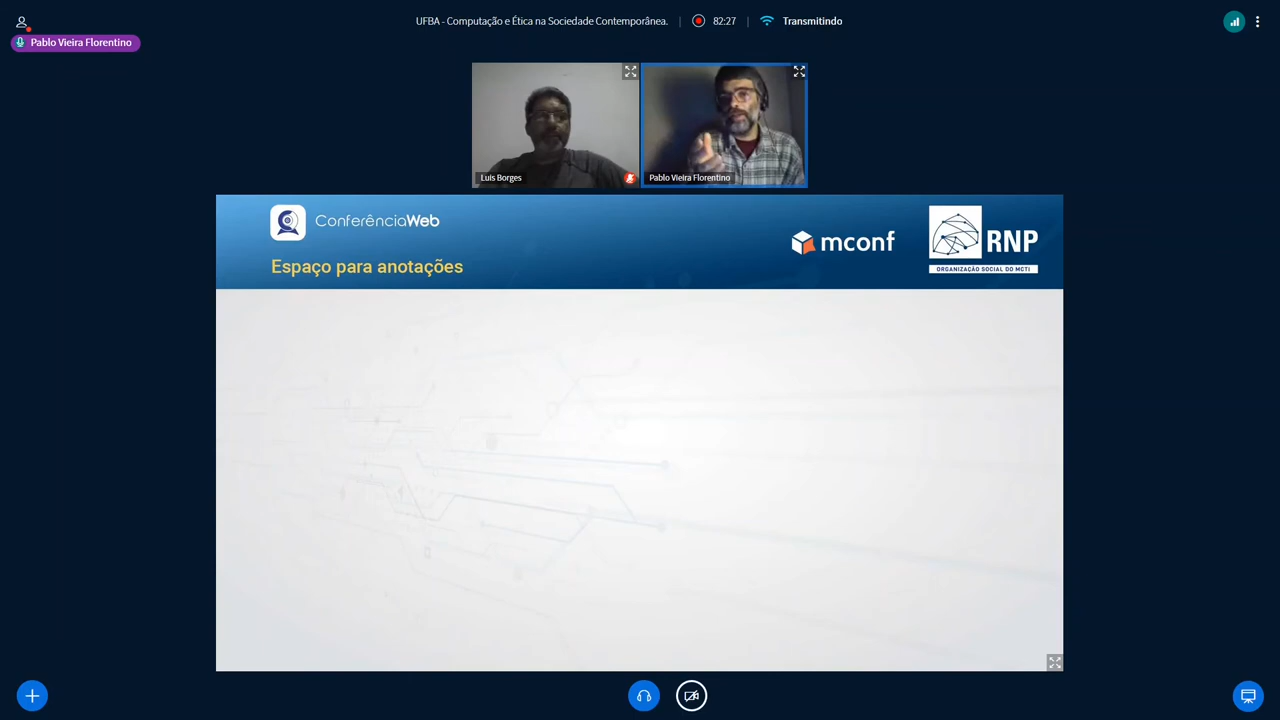 UFBA - Computação e Ética na Sociedade Contemporânea.
82:27
Transmitindo
Pablo Vieira Florentino
Luis Borges
Pablo Vieira Florentino
ConferênciaWeb
Espaço para anotações
mconf
RNP
ORGANIZAÇÃO SOCIAL DO MCTI